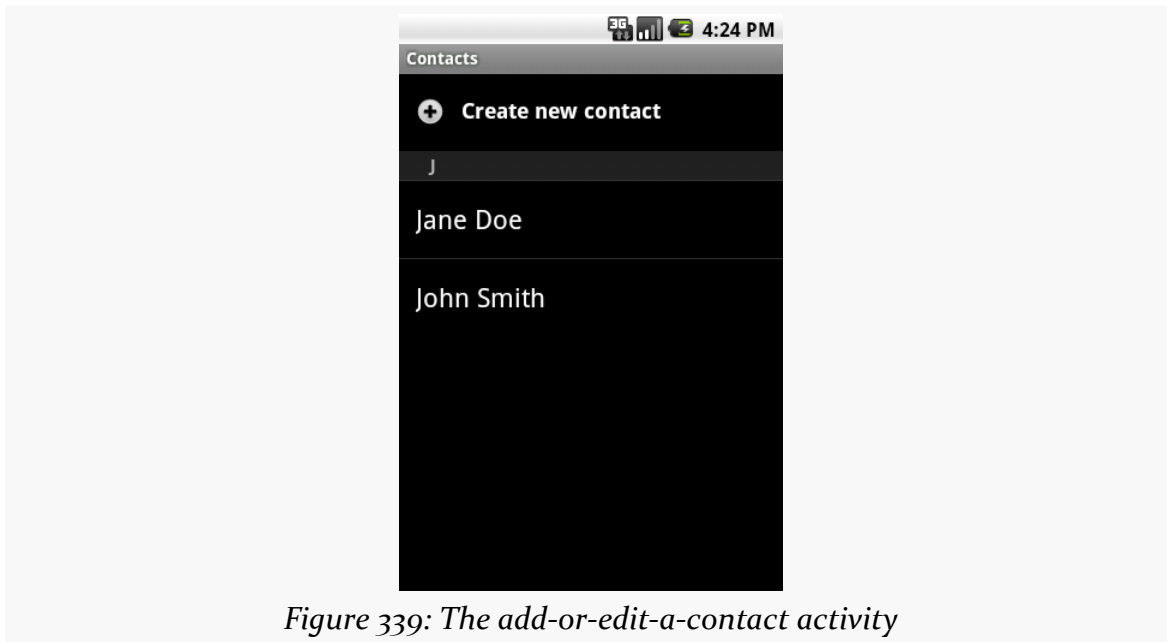 3G 4:24 PM
Contacts
Create new contact
J
Jane Doe
John Smith
Figure 339: The add-or-edit-a-contact activity